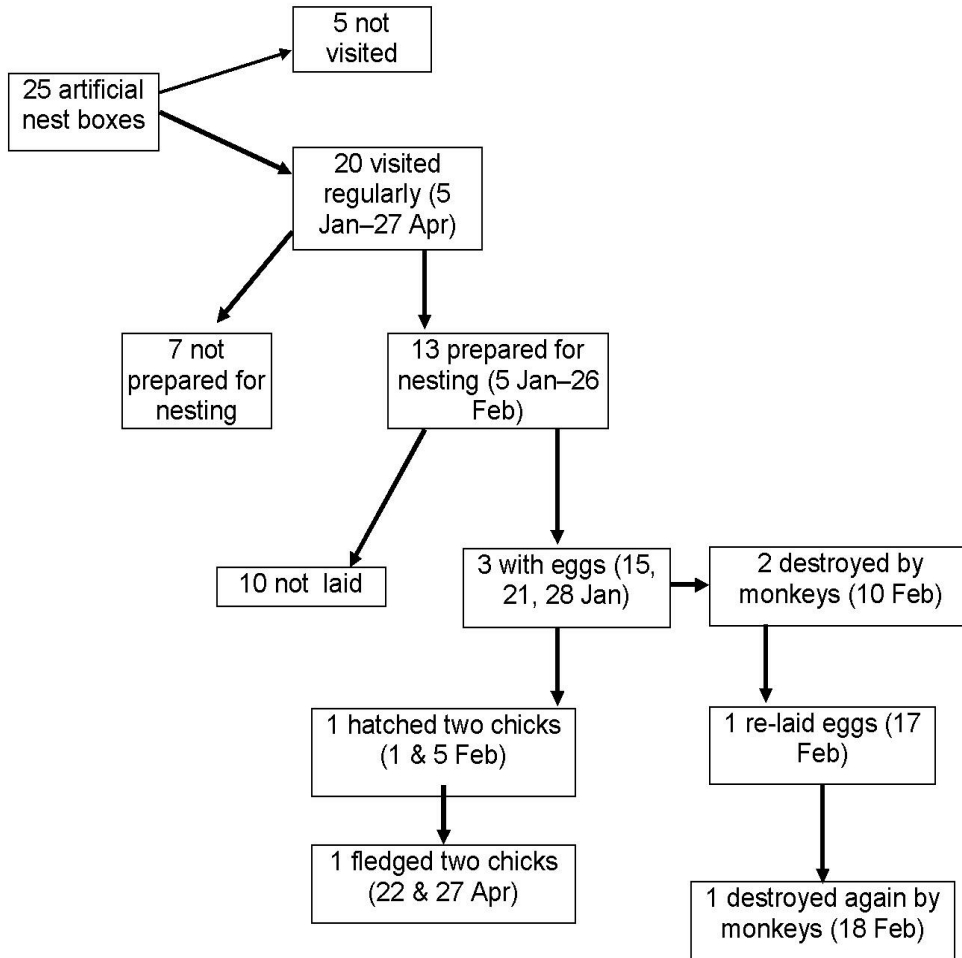 5 not
visited
25 artificial
nest boxes
20 visited
regularly (5
Jan–27 Apr)
7 not
prepared for
nesting
13 prepared for
nesting (5 Jan–26
Feb)
10 not laid
3 with eggs (15,
21, 28 Jan)
2 destroyed by
monkeys (10 Feb)
1 hatched two chicks
(1 & 5 Feb)
1 re-laid eggs (17
Feb)
1 fledged two chicks
(22 & 27 Apr)
1 destroyed again by
monkeys (18 Feb)